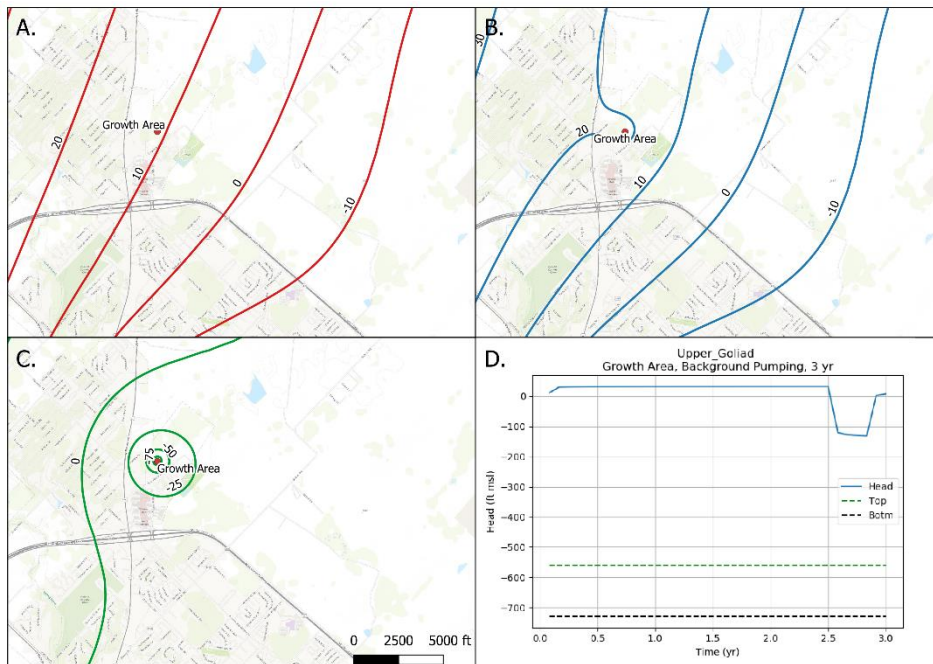 A.
Growth Area
20
10
0
-10
B.
30
Growth Area
20
10
0
-10
C.
0
-75
-50
Growth Area
-25
0 2500 5000 ft
D.
Upper_Goliad
Growth Area, Background Pumping, 3 yr
Head (ft msl)
0
−100
−200
−300
−400
−500
−600
−700
Head
Top
Botm
0.0 0.5 1.0 1.5 2.0 2.5 3.0
Time (yr)